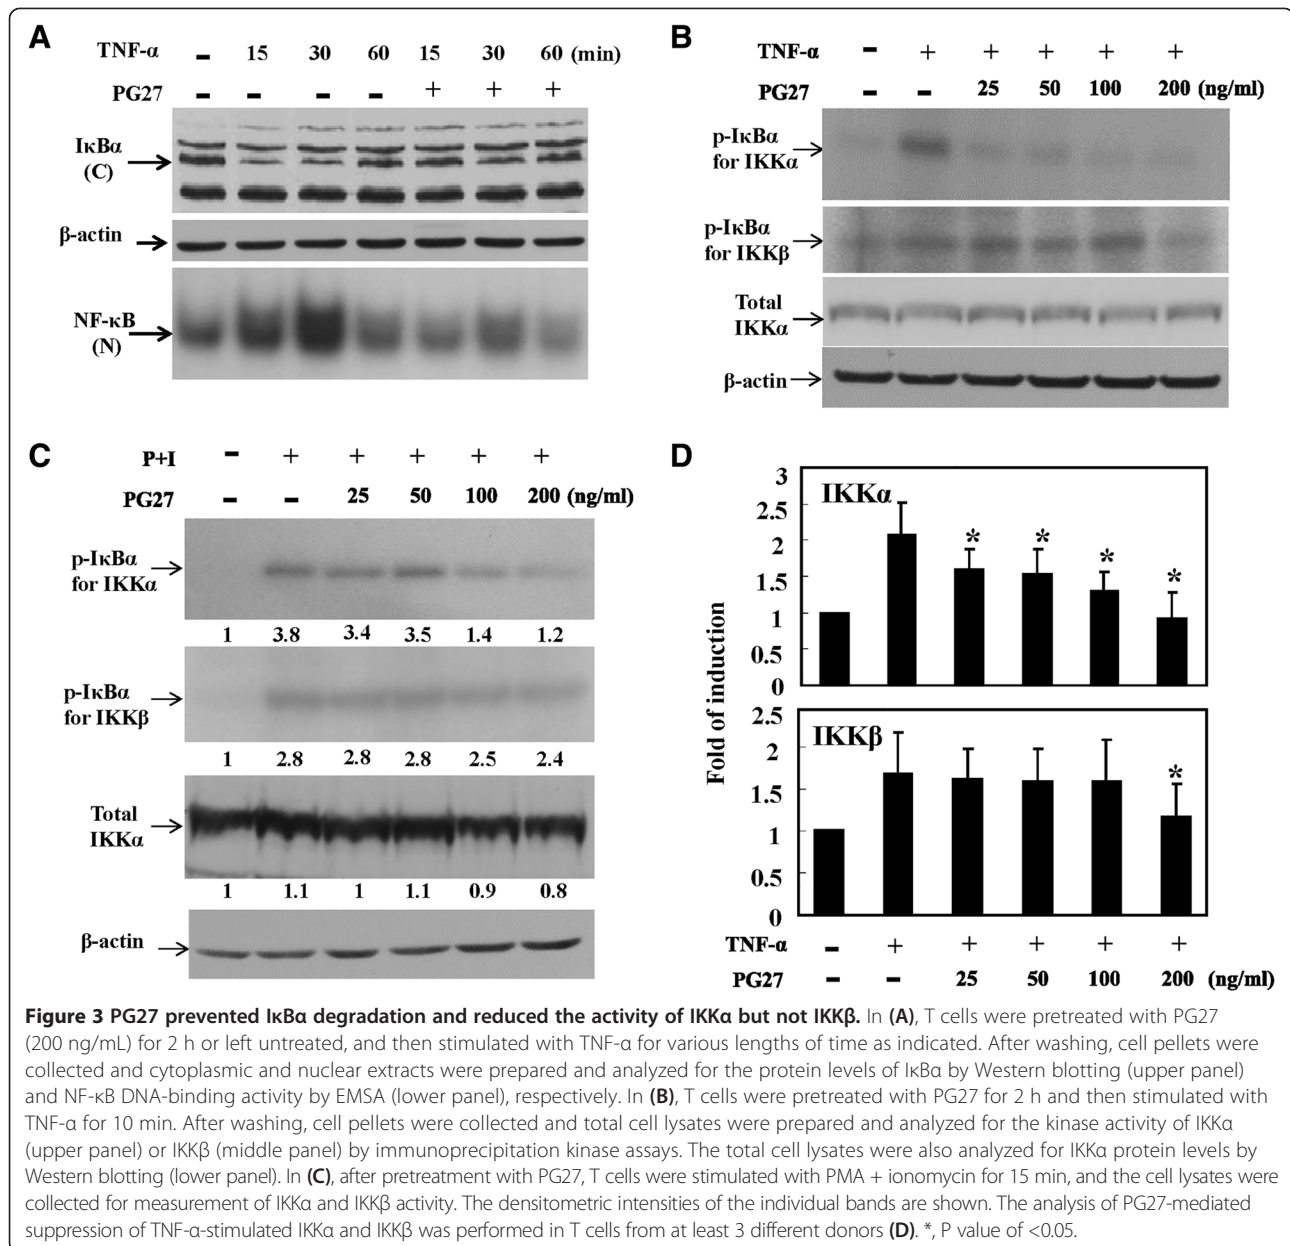 A
TNF-α – 15 30 60 15 30 60 (min)
PG27 – – – – + + +
IκBα
(C)
β-actin
NF-κB
(N)
B
TNF-α – + + + + +
PG27 – – 25 50 100 200 (ng/ml)
p-IκBα
for IKKα
p-IκBα
for IKKβ
Total
IKKα
β-actin
C
P+I – + + + + +
PG27 – – 25 50 100 200 (ng/ml)
p-IκBα
for IKKα
1 3.8 3.4 3.5 1.4 1.2
p-IκBα
for IKKβ
1 2.8 2.8 2.8 2.5 2.4
Total
IKKα
1 1.1 1 1.1 0.9 0.8
β-actin
D
Fold of induction
3
2.5
2
1.5
1
0.5
0
IKKα
* * * *
2.5
2
1.5
1
0.5
0
IKKβ
*
TNF-α – + + + + +
PG27 – – 25 50 100 200 (ng/ml)
Figure 3 PG27 prevented IκBα degradation and reduced the activity of IKKα but not IKKβ. In (A), T cells were pretreated with PG27
(200 ng/mL) for 2 h or left untreated, and then stimulated with TNF-α for various lengths of time as indicated. After washing, cell pellets were
collected and cytoplasmic and nuclear extracts were prepared and analyzed for the protein levels of IκBα by Western blotting (upper panel)
and NF-κB DNA-binding activity by EMSA (lower panel), respectively. In (B), T cells were pretreated with PG27 for 2 h and then stimulated with
TNF-α for 10 min. After washing, cell pellets were collected and total cell lysates were prepared and analyzed for the kinase activity of IKKα
(upper panel) or IKKβ (middle panel) by immunoprecipitation kinase assays. The total cell lysates were also analyzed for IKKα protein levels by
Western blotting (lower panel). In (C), after pretreatment with PG27, T cells were stimulated with PMA + ionomycin for 15 min, and the cell lysates were
collected for measurement of IKKα and IKKβ activity. The densitometric intensities of the individual bands are shown. The analysis of PG27-mediated
suppression of TNF-α-stimulated IKKα and IKKβ was performed in T cells from at least 3 different donors (D). *, P value of <0.05.